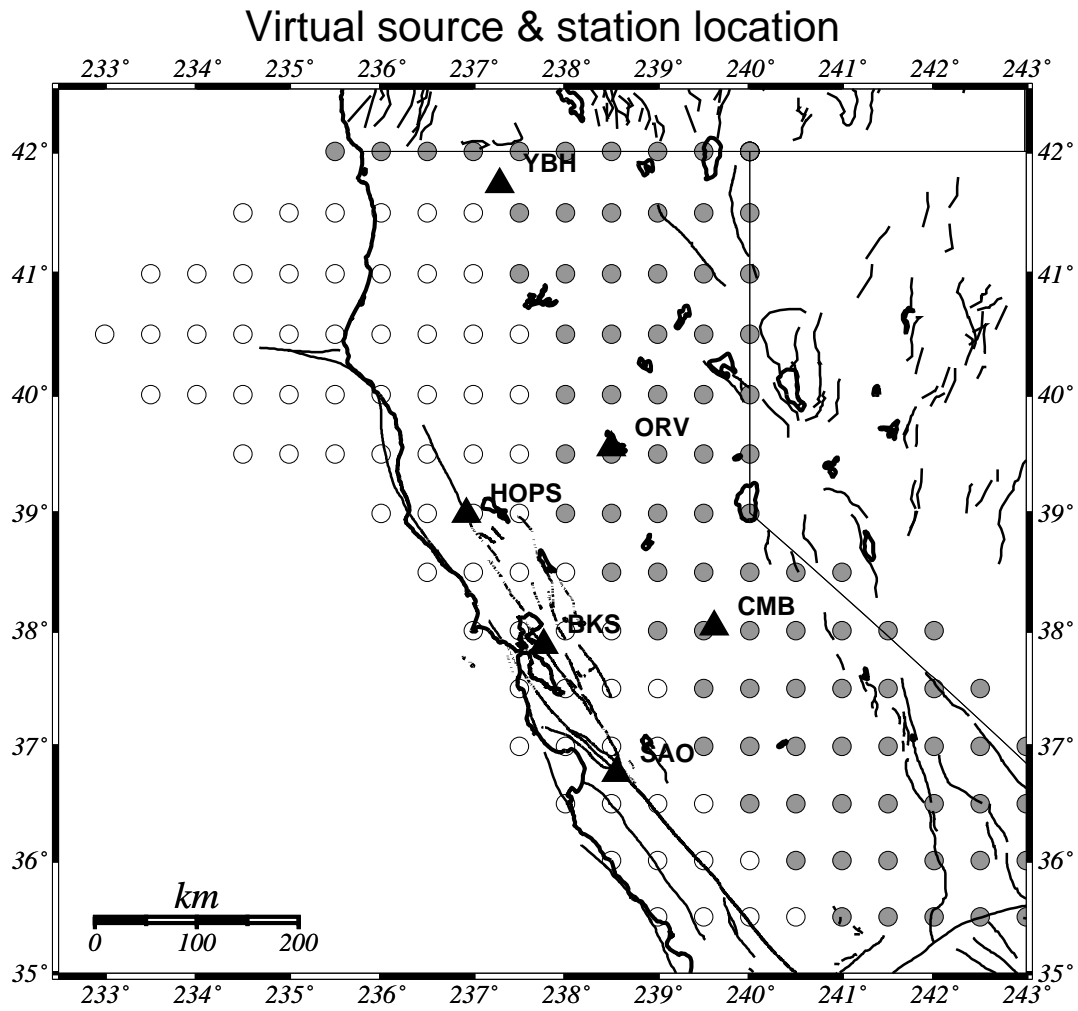 Virtual source & station location
233° 234° 235° 236° 237° 238° 239° 240° 241° 242° 243°
42° 42°
YBH
41° 41°
40° 40°
ORV
HOPS
39° 39°
CMB
BKS
38° 38°
37° 37°
SAO
36° 36°
km
0 100 200
35° 35°
233° 234° 235° 236° 237° 238° 239° 240° 241° 242° 243°